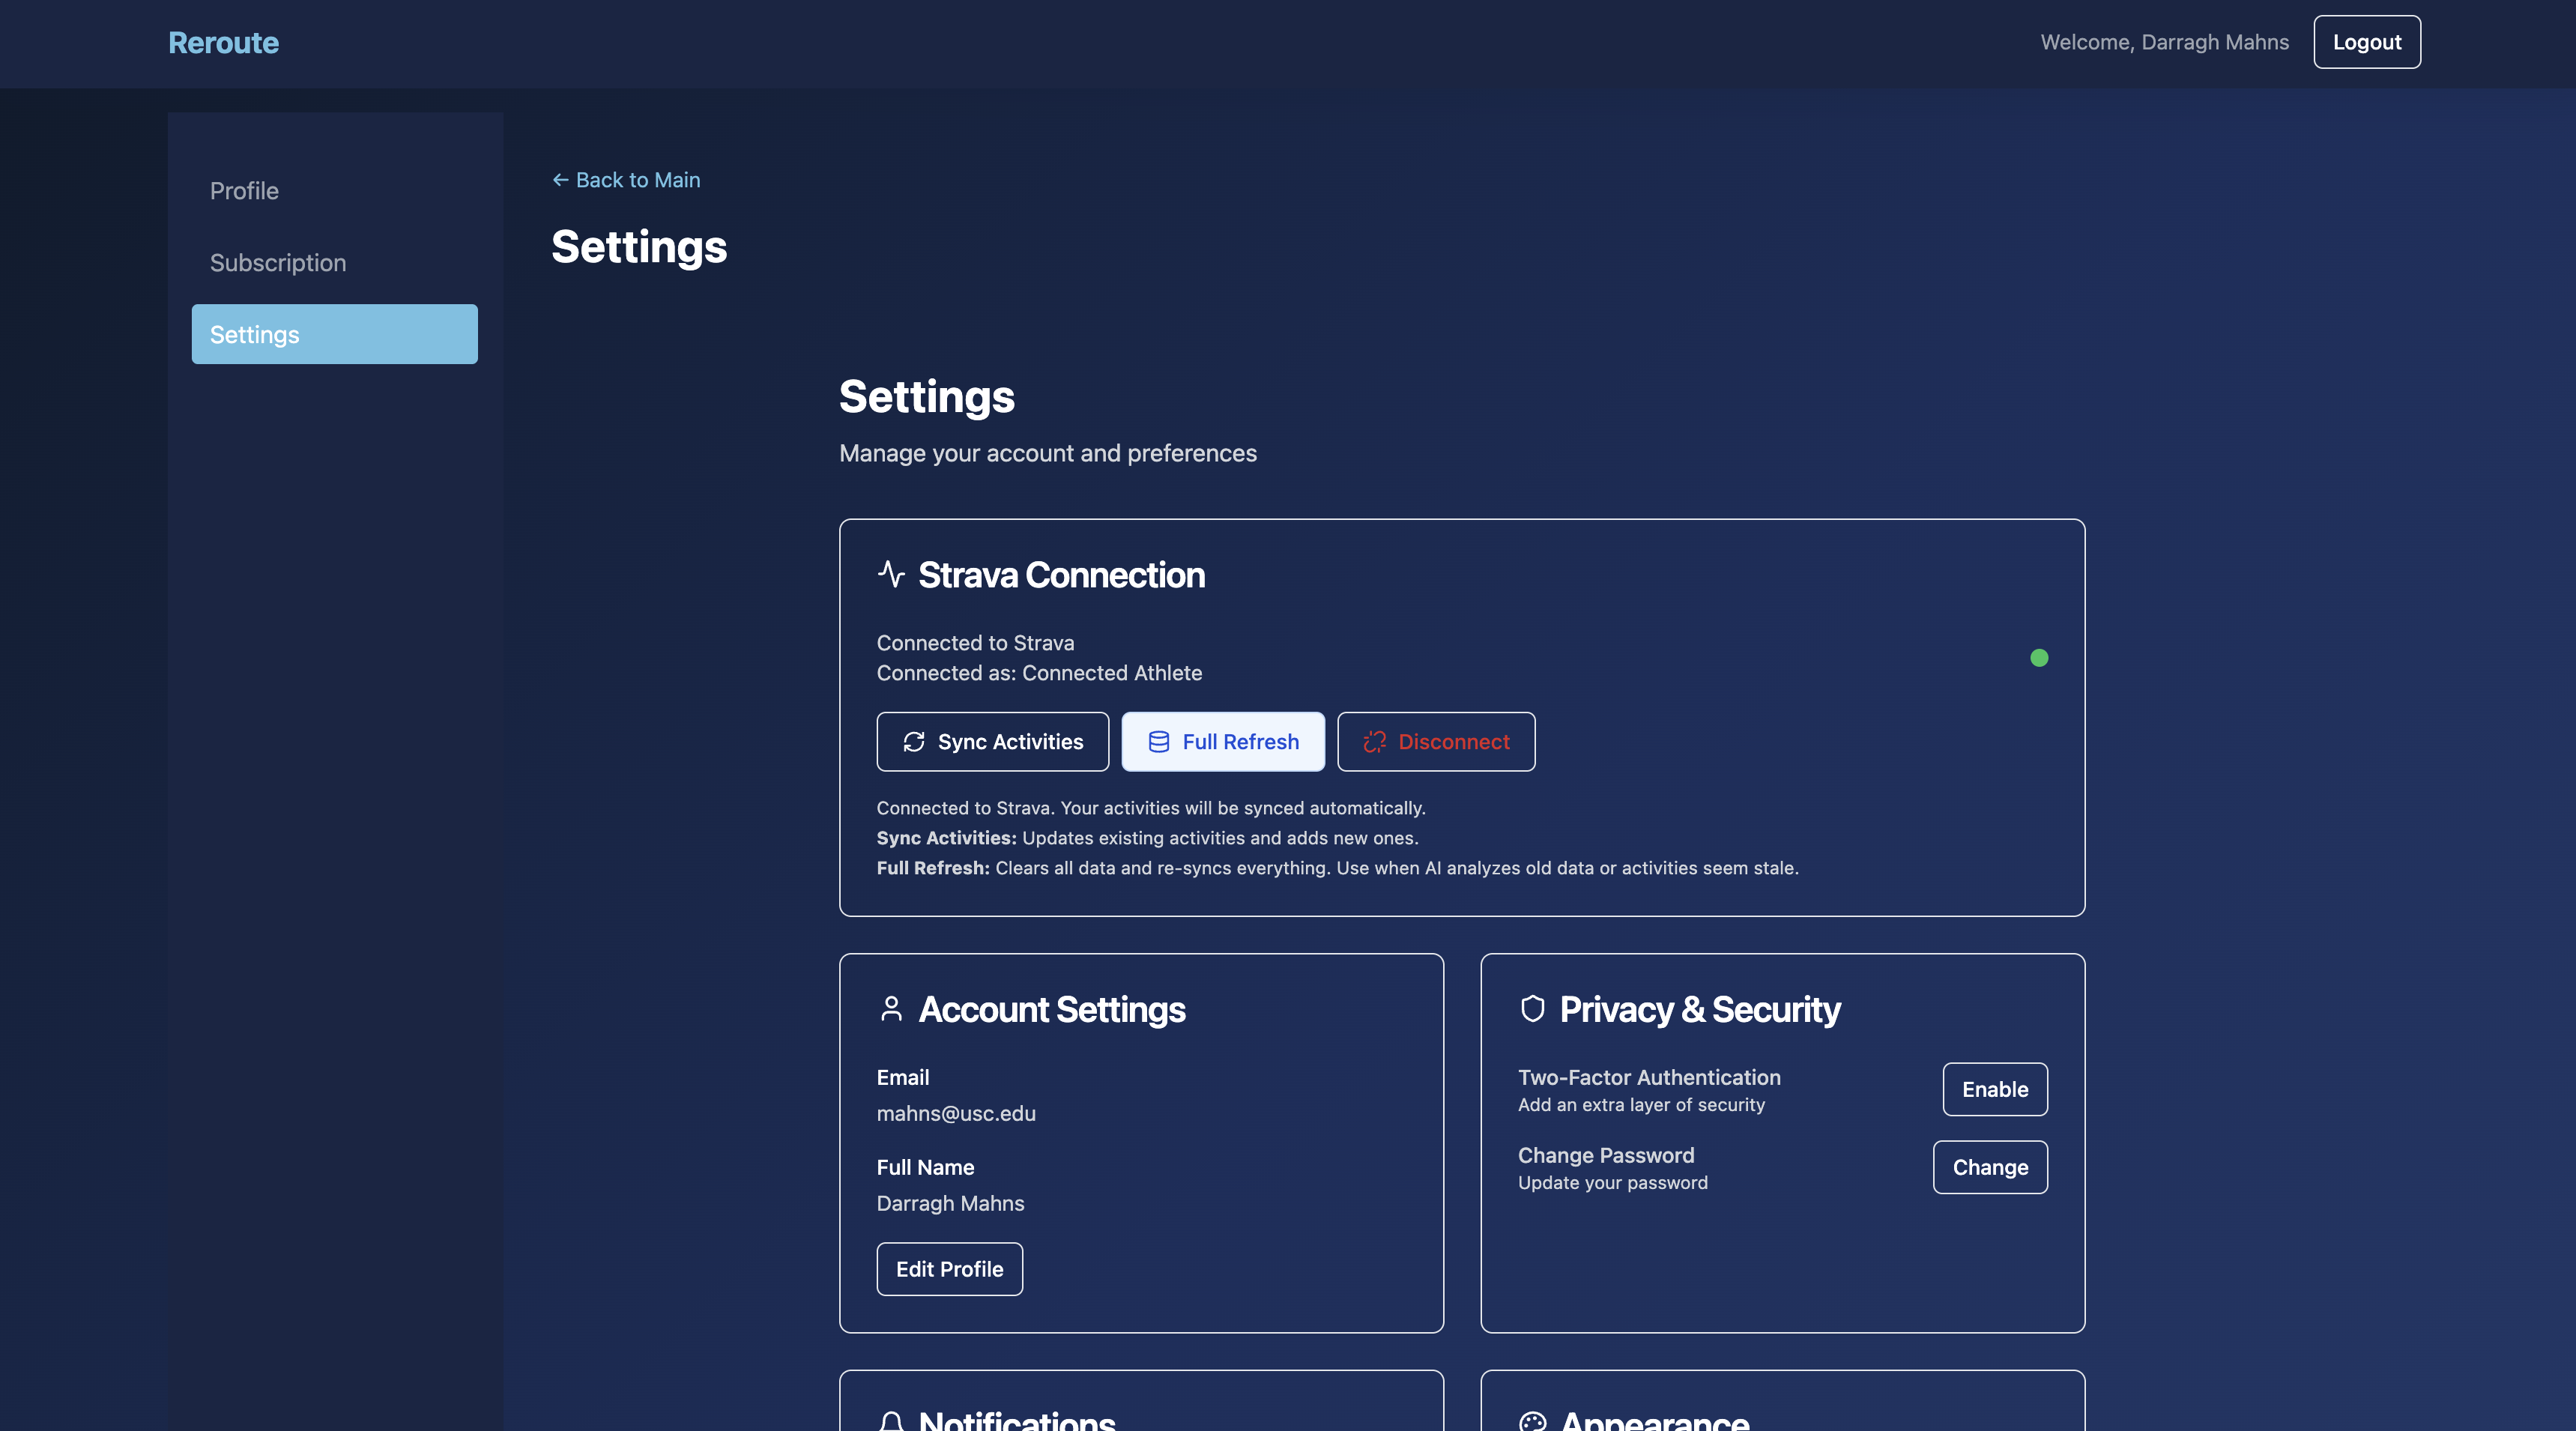 Reroute
Welcome, Darragh Mahns
Logout
Profile
Subscription
Settings
← Back to Main
Settings
Settings
Manage your account and preferences
Strava Connection
Connected to Strava
Connected as: Connected Athlete
Sync Activities
Full Refresh
Disconnect
Connected to Strava. Your activities will be synced automatically.
Sync Activities: Updates existing activities and adds new ones.
Full Refresh: Clears all data and re-syncs everything. Use when AI analyzes old data or activities seem stale.
Account Settings
Email
mahns@usc.edu
Full Name
Darragh Mahns
Edit Profile
Privacy & Security
Two-Factor Authentication
Add an extra layer of security
Enable
Change Password
Update your password
Change
Notifications
Appearance